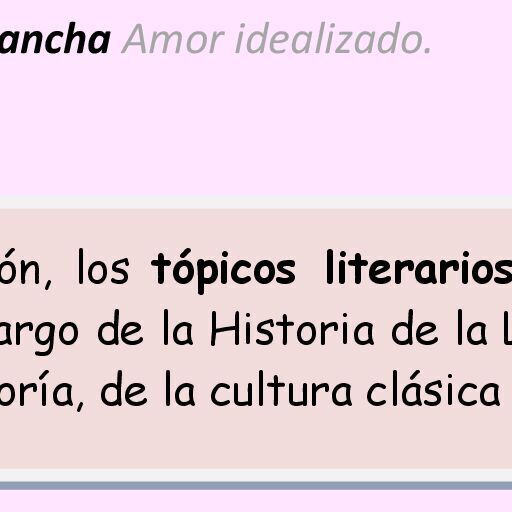 ancha Amor idealizado.
ón, los tópicos literarios
argo de la Historia de la L
oría, de la cultura clásica